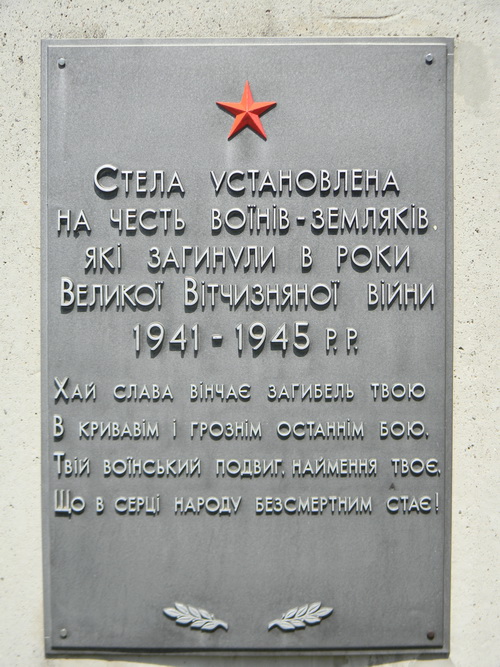 Стела установлена
на честь воїнів-земляків,
які загинули в роки
Великої Вітчизняної війни
1941-1945 р.р.
Хай слава вінчає загибель твою
В кривавім і грознім останнім бою.
Твій воїнський подвиг, наймення твоє,
Що в серці народу безсмертним стає!